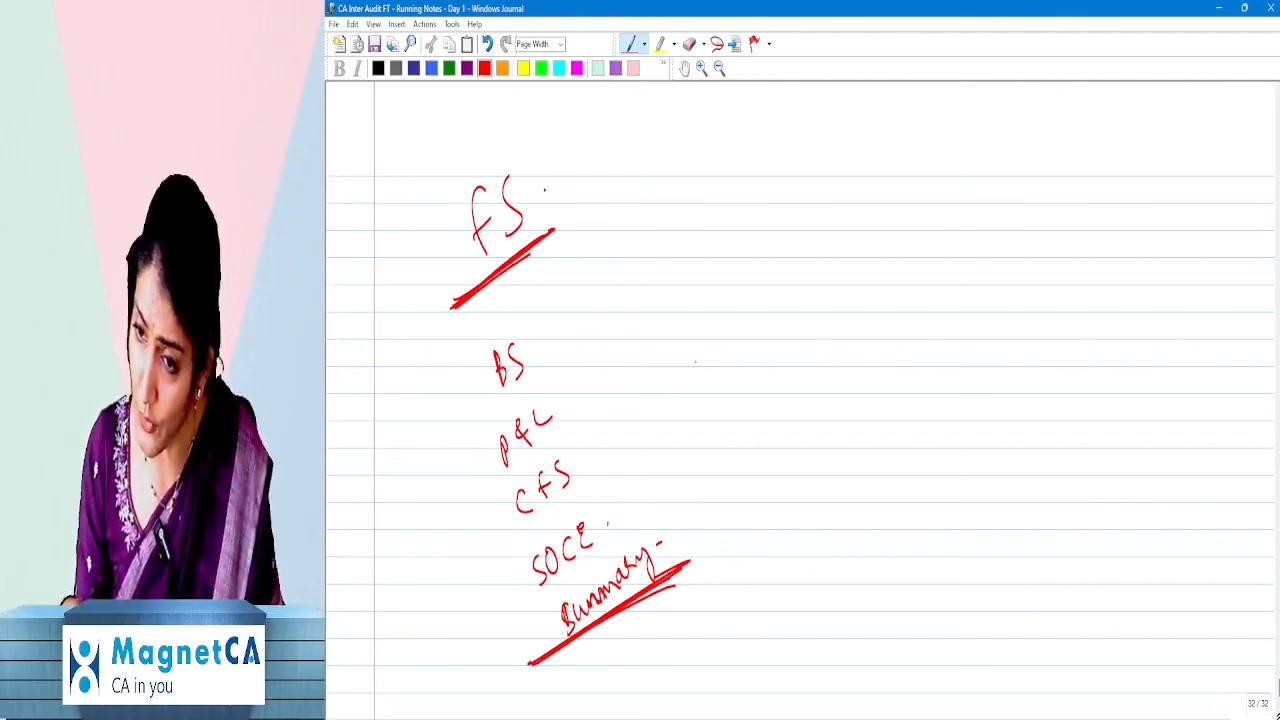 CA Inter Audit FT - Running Notes - Day 1 - Windows Journal
File Edit View Insert Actions Tools Help
Page Width
B I
FS
BS
P&L
CFS
SOCE
Summary
MagnetCA
CA in you
32 / 32